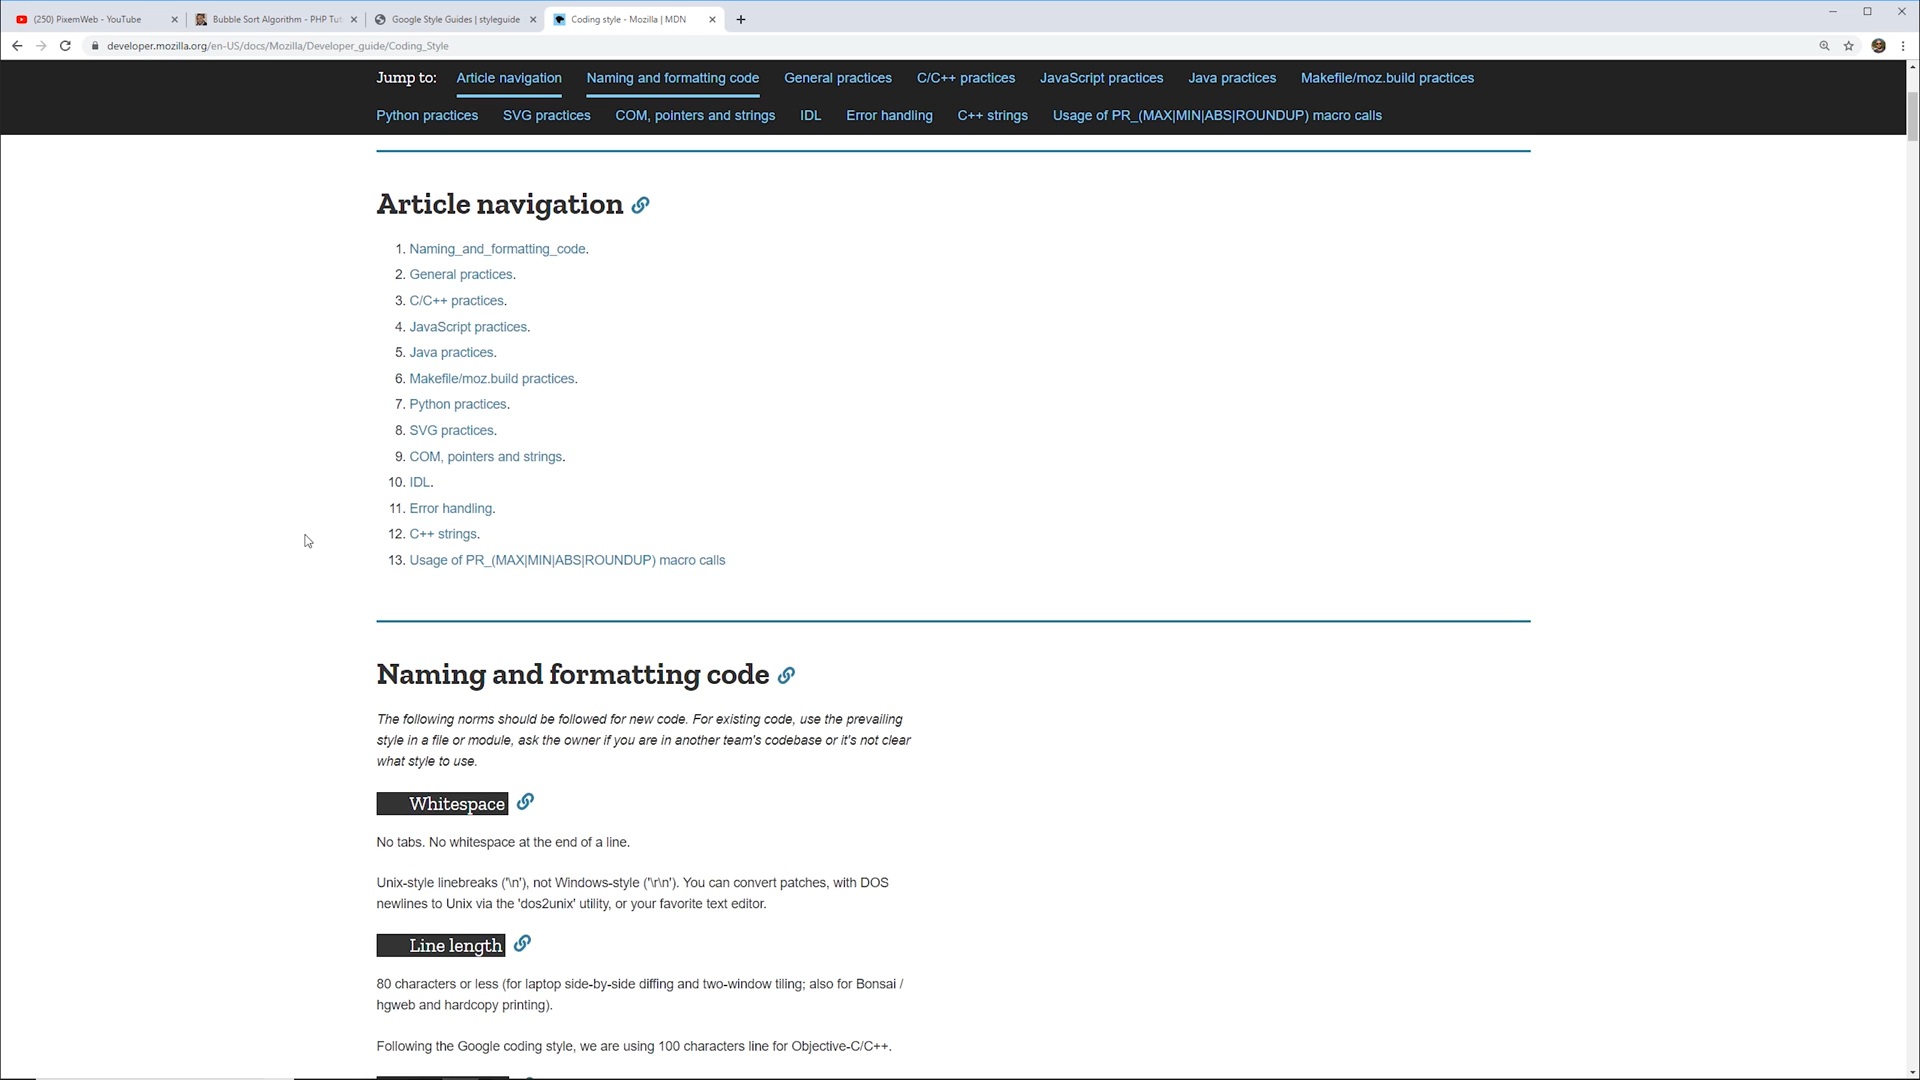 (250) PixemWeb - YouTube
Bubble Sort Algorithm - PHP Tut
Google Style Guides | styleguide
Coding style - Mozilla | MDN
developer.mozilla.org/en-US/docs/Mozilla/Developer_guide/Coding_Style
Jump to: Article navigation Naming and formatting code General practices C/C++ practices JavaScript practices Java practices Makefile/moz.build practices
Python practices SVG practices COM, pointers and strings IDL Error handling C++ strings Usage of PR_(MAX|MIN|ABS|ROUNDUP) macro calls
Article navigation
1. Naming_and_formatting_code.
2. General practices.
3. C/C++ practices.
4. JavaScript practices.
5. Java practices.
6. Makefile/moz.build practices.
7. Python practices.
8. SVG practices.
9. COM, pointers and strings.
10. IDL.
11. Error handling.
12. C++ strings.
13. Usage of PR_(MAX|MIN|ABS|ROUNDUP) macro calls
Naming and formatting code
The following norms should be followed for new code. For existing code, use the prevailing
style in a file or module, ask the owner if you are in another team's codebase or it's not clear
what style to use.
Whitespace
No tabs. No whitespace at the end of a line.
Unix-style linebreaks ('\n'), not Windows-style ('\r\n'). You can convert patches, with DOS
newlines to Unix via the 'dos2unix' utility, or your favorite text editor.
Line length
80 characters or less (for laptop side-by-side diffing and two-window tiling; also for Bonsai /
hgweb and hardcopy printing).
Following the Google coding style, we are using 100 characters line for Objective-C/C++.